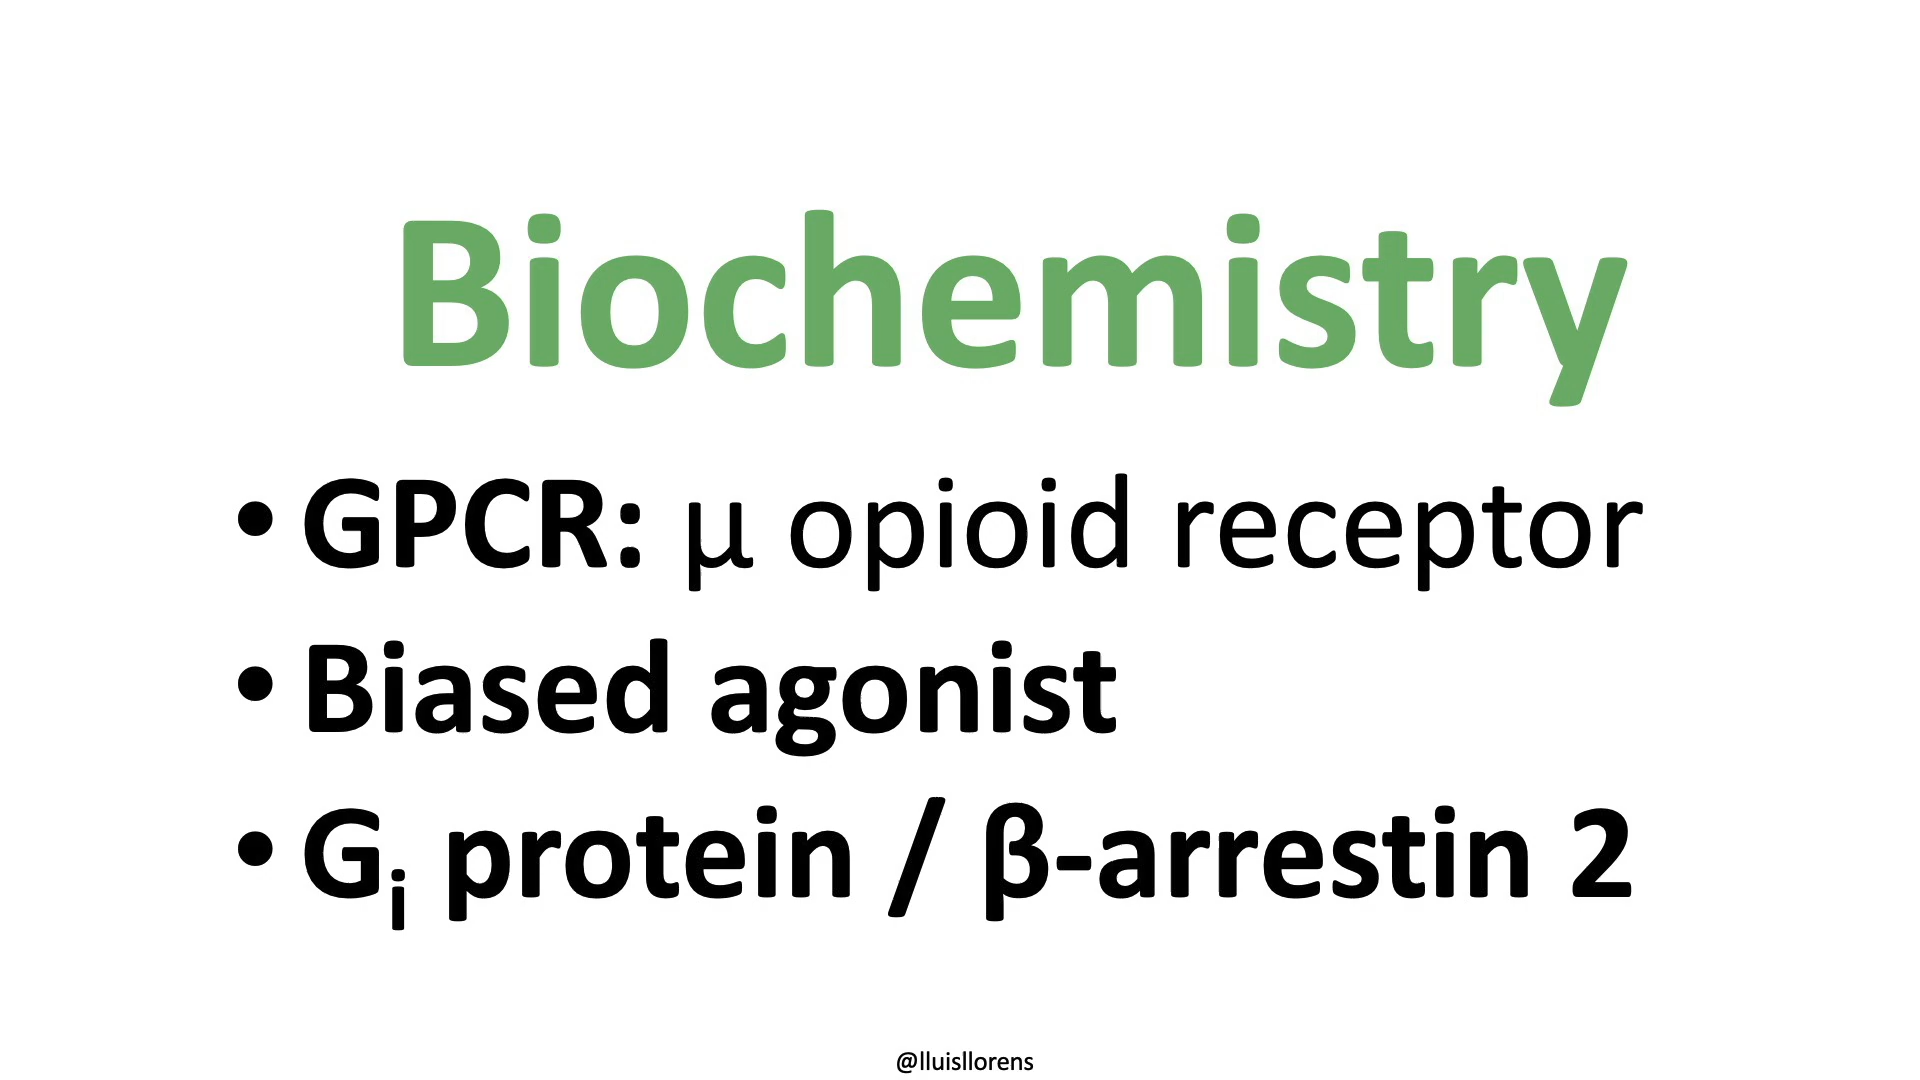 Biochemistry
• GPCR: µ opioid receptor
• Biased agonist
• Gᵢ protein / β-arrestin 2
@lluisllorens